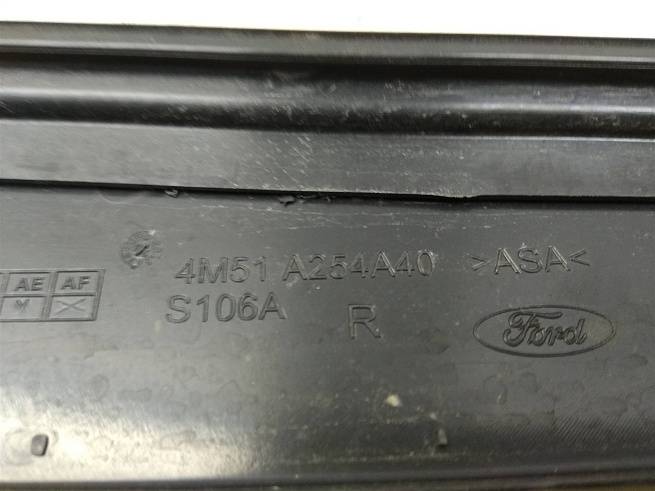 4M51 A254A40 >ASA<
AE AF
S106A
M X
R
Ford